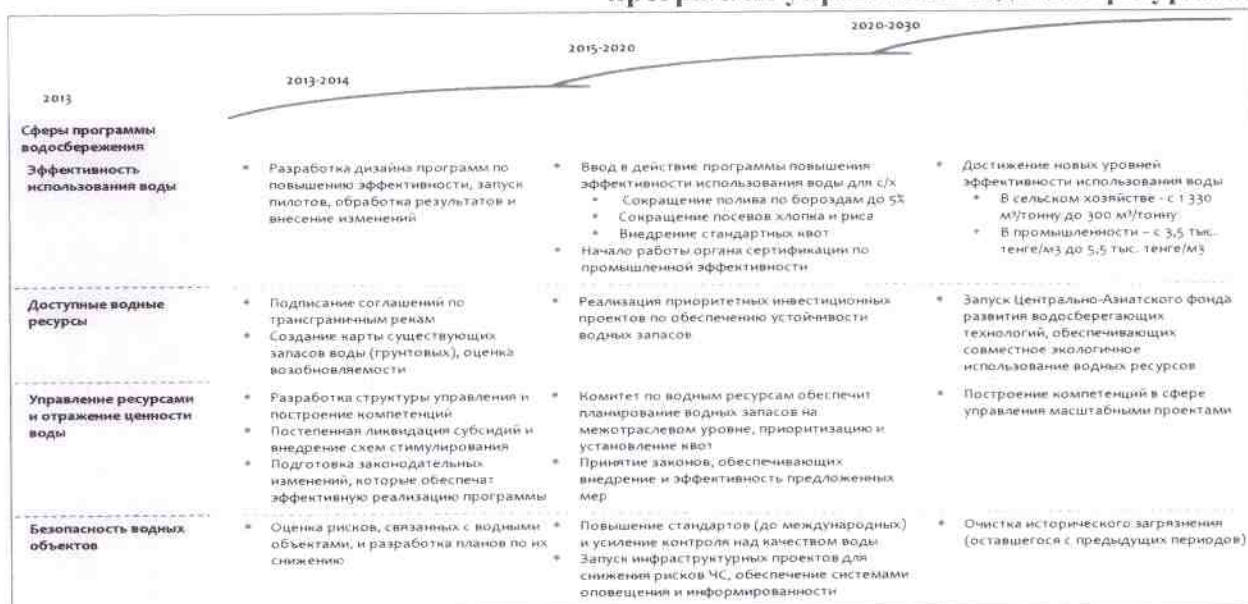 2020-2030
2015-2020
2013-2014
2013
Сферы программы
водосбережения
Эффективность
использования воды
• Разработка дизайна программ по
повышению эффективности, запуск
пилотов, обработка результатов и
внесение изменений
• Ввод в действие программы повышения
эффективности использования воды для с/х
• Сокращение полива по бороздам до 5%
• Сокращение посевов хлопка и риса
• Внедрение стандартных квот
• Начало работы органа сертификации по
промышленной эффективности
• Достижение новых уровней
эффективности использования воды
• В сельском хозяйстве - с 1 330
м³/тонну до 300 м³/тонну
• В промышленности – с 3,5 тыс.
тенге/м3 до 5,5 тыс. тенге/м3
Доступные водные
ресурсы
• Подписание соглашений по
трансграничным рекам
• Создание карты существующих
запасов воды (грунтовых), оценка
возобновляемости
• Реализация приоритетных инвестиционных
проектов по обеспечению устойчивости
водных запасов
• Запуск Центрально-Азиатского фонда
развития водосберегающих
технологий, обеспечивающих
совместное экологичное
использование водных ресурсов
Управление ресурсами
и отражение ценности
воды
• Разработка структуры управления и
построение компетенций
• Постепенная ликвидация субсидий и
внедрение схем стимулирования
• Подготовка законодательных
изменений, которые обеспечат
эффективную реализацию программы
• Комитет по водным ресурсам обеспечит
планирование водных запасов на
межотраслевом уровне, приоритизацию и
установление квот
• Принятие законов, обеспечивающих
внедрение и эффективность предложенных
мер
• Построение компетенций в сфере
управления масштабными проектами
Безопасность водных
объектов
• Оценка рисков, связанных с водными
объектами, и разработка планов по их
снижению
• Повышение стандартов (до международных)
и усиление контроля над качеством воды
• Запуск инфраструктурных проектов для
снижения рисков ЧС, обеспечение системами
оповещения и информированности
• Очистка исторического загрязнения
(оставшегося с предыдущих периодов)